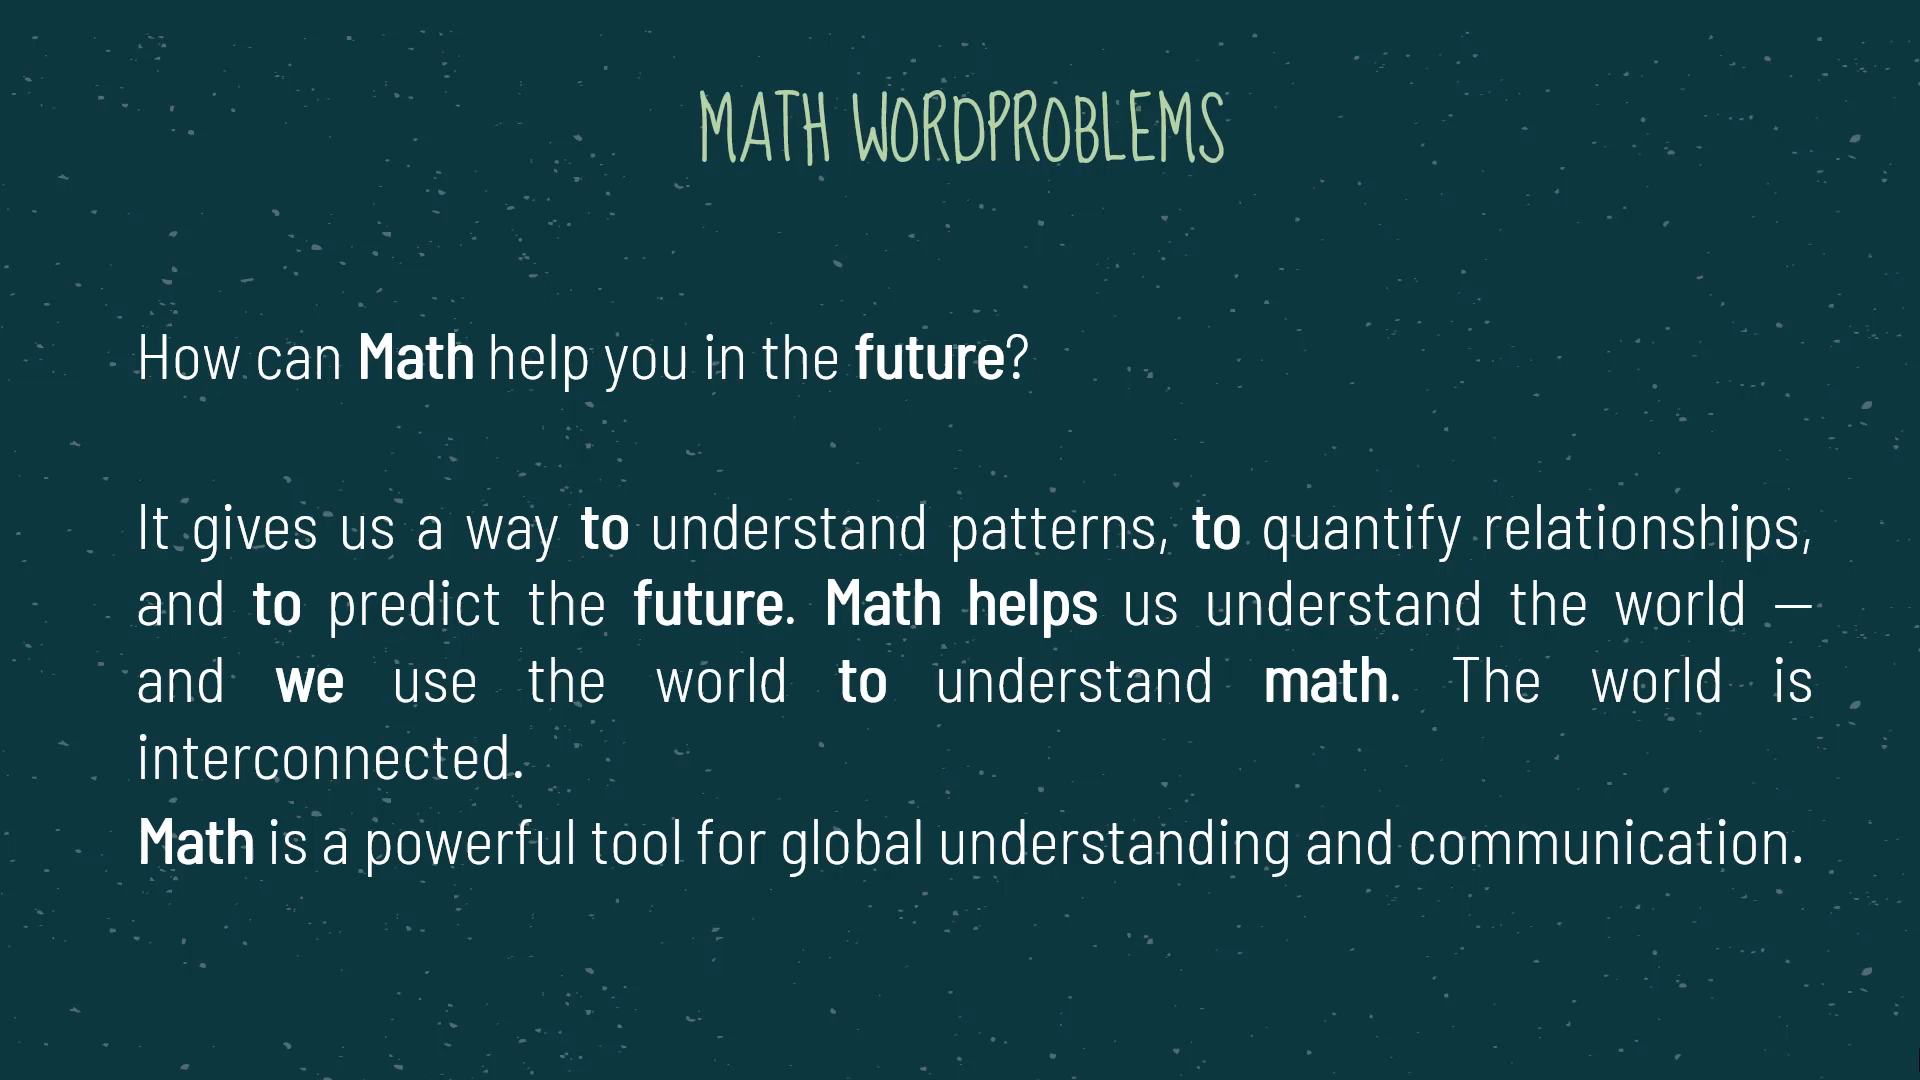 MATH WORDPROBLEMS
How can Math help you in the future?
It gives us a way to understand patterns, to quantify relationships,
and to predict the future. Math helps us understand the world —
and we use the world to understand math. The world is
interconnected.
Math is a powerful tool for global understanding and communication.